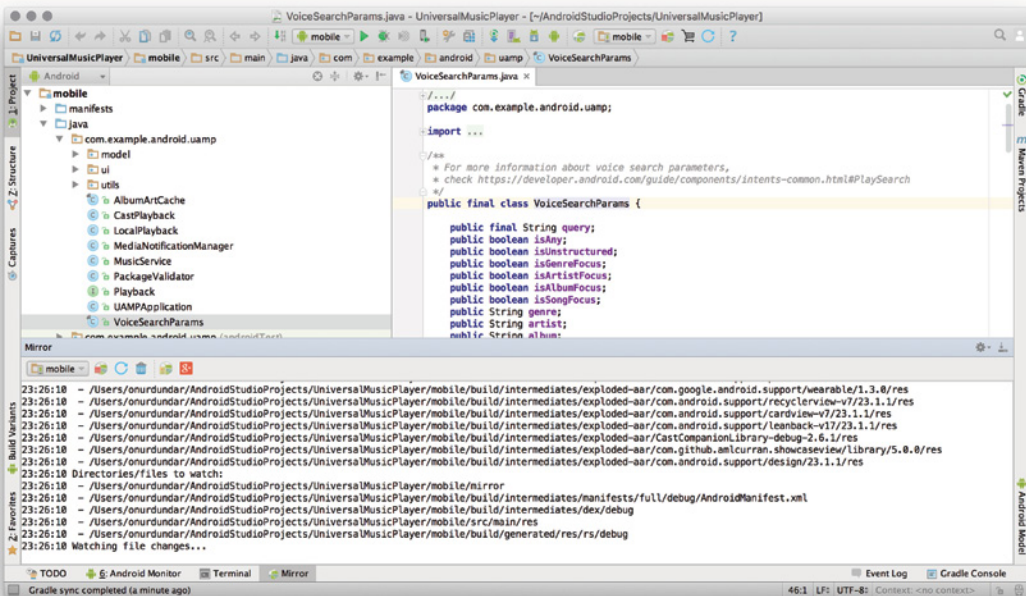 VoiceSearchParams.java - UniversalMusicPlayer - [~/AndroidStudioProjects/UniversalMusicPlayer]
mobile mobile ?
UniversalMusicPlayer mobile src main java com example android uamp VoiceSearchParams
Android
VoiceSearchParams.java ×
1: Project
Z: Structure
Captures
Build Variants
2: Favorites
mobile
manifests
java
com.example.android.uamp
model
ui
utils
AlbumArtCache
CastPlayback
LocalPlayback
MediaNotificationManager
MusicService
PackageValidator
Playback
UAMPApplication
VoiceSearchParams
com.example.android.uamp (androidTest)
/.../
package com.example.android.uamp;
import ...
/**
* For more information about voice search parameters,
* check https://developer.android.com/guide/components/intents-common.html#PlaySearch
*/
public final class VoiceSearchParams {
public final String query;
public boolean isAny;
public boolean isUnstructured;
public boolean isGenreFocus;
public boolean isArtistFocus;
public boolean isAlbumFocus;
public boolean isSongFocus;
public String genre;
public String artist;
public String album;
Gradle
Maven Projects
Android Model
Mirror
mobile
23:26:10 - /Users/onurdundar/AndroidStudioProjects/UniversalMusicPlayer/mobile/build/intermediates/exploded-aar/com.google.android.support/wearable/1.3.0/res
23:26:10 - /Users/onurdundar/AndroidStudioProjects/UniversalMusicPlayer/mobile/build/intermediates/exploded-aar/com.android.support/recyclerview-v7/23.1.1/res
23:26:10 - /Users/onurdundar/AndroidStudioProjects/UniversalMusicPlayer/mobile/build/intermediates/exploded-aar/com.android.support/cardview-v7/23.1.1/res
23:26:10 - /Users/onurdundar/AndroidStudioProjects/UniversalMusicPlayer/mobile/build/intermediates/exploded-aar/com.android.support/leanback-v17/23.1.1/res
23:26:10 - /Users/onurdundar/AndroidStudioProjects/UniversalMusicPlayer/mobile/build/intermediates/exploded-aar/CastCompanionLibrary-debug-2.6.1/res
23:26:10 - /Users/onurdundar/AndroidStudioProjects/UniversalMusicPlayer/mobile/build/intermediates/exploded-aar/com.github.amlcurran.showcaseview/library/5.0.0/res
23:26:10 - /Users/onurdundar/AndroidStudioProjects/UniversalMusicPlayer/mobile/build/intermediates/exploded-aar/com.android.support/design/23.1.1/res
23:26:10 Directories/files to watch:
23:26:10 - /Users/onurdundar/AndroidStudioProjects/UniversalMusicPlayer/mobile/mirror
23:26:10 - /Users/onurdundar/AndroidStudioProjects/UniversalMusicPlayer/mobile/build/intermediates/manifests/full/debug/AndroidManifest.xml
23:26:10 - /Users/onurdundar/AndroidStudioProjects/UniversalMusicPlayer/mobile/build/intermediates/dex/debug
23:26:10 - /Users/onurdundar/AndroidStudioProjects/UniversalMusicPlayer/mobile/src/main/res
23:26:10 - /Users/onurdundar/AndroidStudioProjects/UniversalMusicPlayer/mobile/build/generated/res/rs/debug
23:26:10 Watching file changes...
TODO 6: Android Monitor Terminal Mirror Event Log Gradle Console
Gradle sync completed (a minute ago) 46:1 LF: UTF-8: Context: <no context>